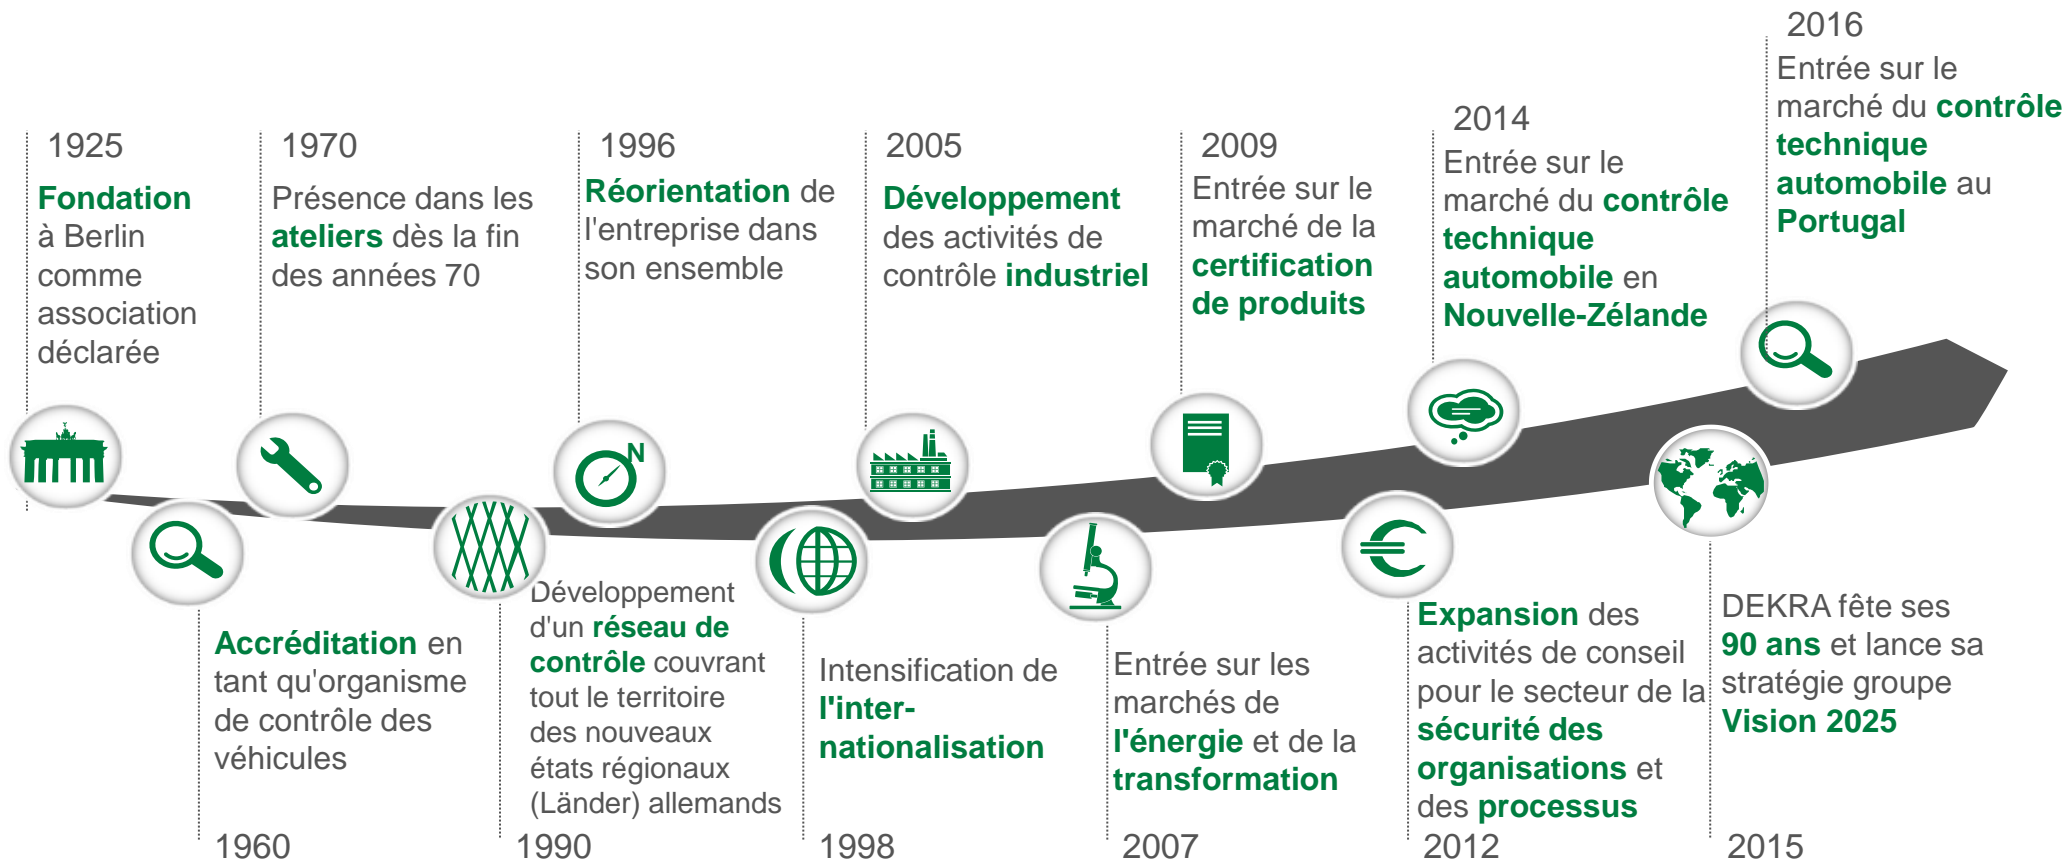 1925
Fondation
à Berlin
comme
association
déclarée
1960
Accréditation en
tant qu'organisme
de contrôle des
véhicules
1970
Présence dans les
ateliers dès la fin
des années 70
1990
Développement
d'un réseau de
contrôle couvrant
tout le territoire
des nouveaux
états régionaux
(Länder) allemands
1996
Réorientation de
l'entreprise dans
son ensemble
N
1998
Intensification de
l'inter-
nationalisation
2005
Développement
des activités de
contrôle industriel
2007
Entrée sur les
marchés de
l'énergie et de la
transformation
2009
Entrée sur le
marché de la
certification
de produits
2012
Expansion des
activités de conseil
pour le secteur de la
sécurité des
organisations et
des processus
2014
Entrée sur le
marché du contrôle
technique
automobile en
Nouvelle-Zélande
2015
DEKRA fête ses
90 ans et lance sa
stratégie groupe
Vision 2025
2016
Entrée sur le
marché du contrôle
technique
automobile au
Portugal